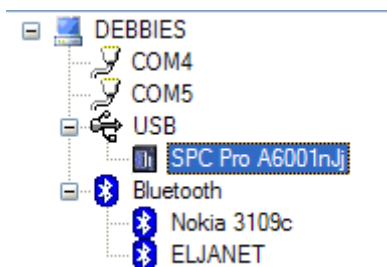 DEBBIES
COM4
COM5
USB
SPC Pro A6001nJj
Bluetooth
Nokia 3109c
ELJANET